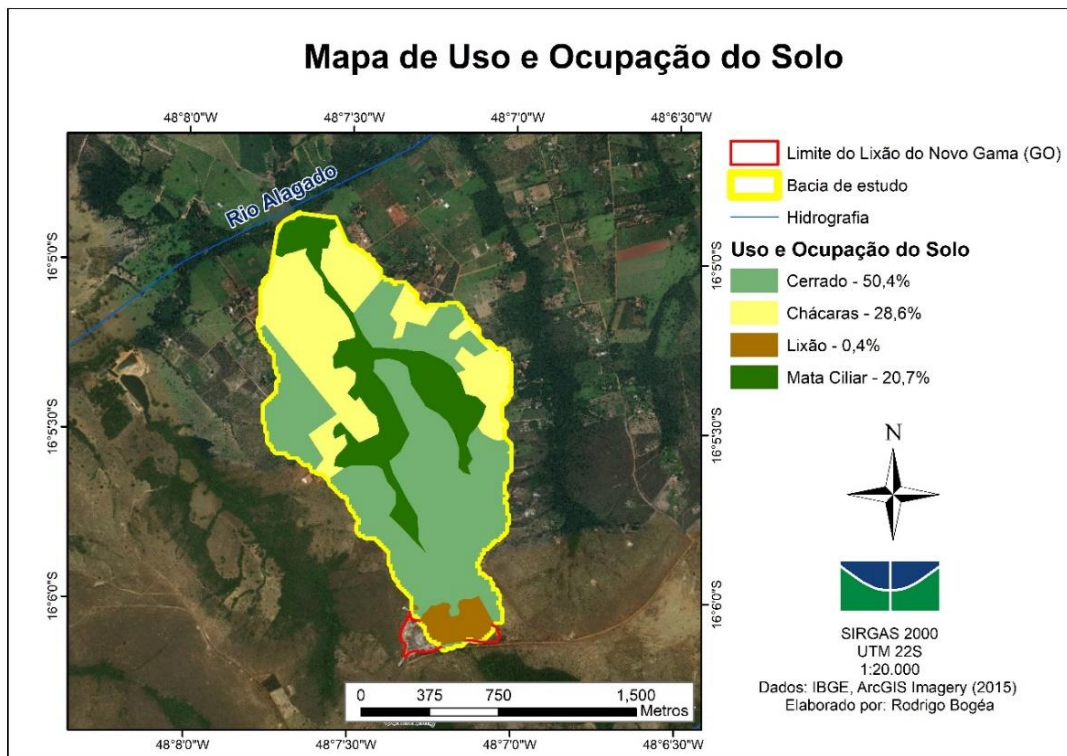 Mapa de Uso e Ocupação do Solo
48°8'0"W
48°7'30"W
48°7'0"W
48°6'30"W
Rio Alagado
16°5'0"S
16°5'0"S
16°5'30"S
16°5'30"S
16°6'0"S
16°6'0"S
0 375 750 1,500
Metros
48°8'0"W
48°7'30"W
48°7'0"W
48°6'30"W
Limite do Lixão do Novo Gama (GO)
Bacia de estudo
Hidrografia
Uso e Ocupação do Solo
Cerrado - 50,4%
Chácaras - 28,6%
Lixão - 0,4%
Mata Ciliar - 20,7%
N
SIRGAS 2000
UTM 22S
1:20.000
Dados: IBGE, ArcGIS Imagery (2015)
Elaborado por: Rodrigo Bogéa